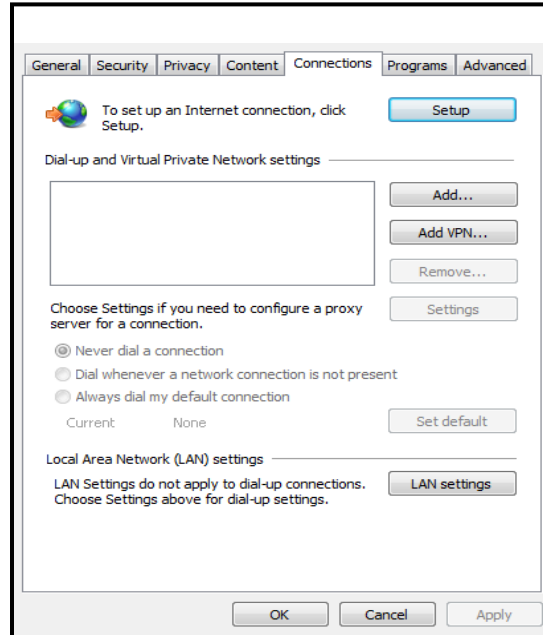 General Security Privacy Content Connections Programs Advanced
To set up an Internet connection, click Setup.
Setup
Dial-up and Virtual Private Network settings
Add...
Add VPN...
Remove...
Choose Settings if you need to configure a proxy
server for a connection.
Settings
Never dial a connection
Dial whenever a network connection is not present
Always dial my default connection
Current None
Set default
Local Area Network (LAN) settings
LAN Settings do not apply to dial-up connections.
Choose Settings above for dial-up settings.
LAN settings
OK Cancel Apply